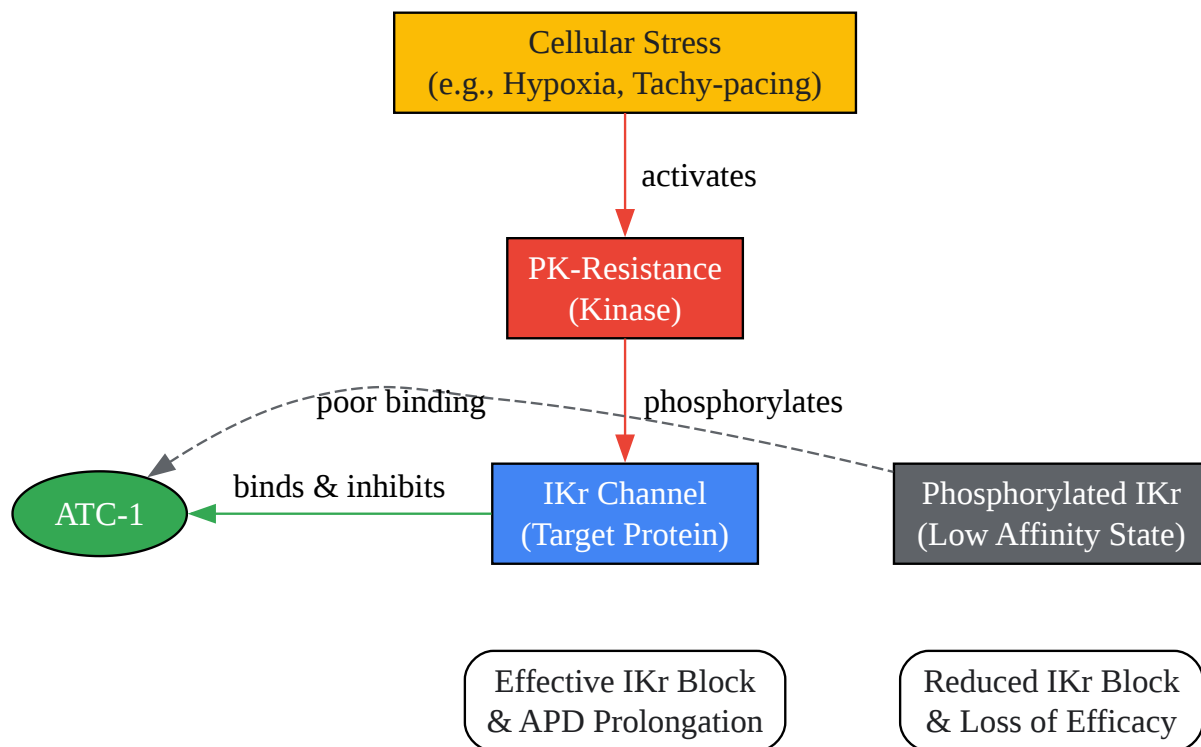 Cellular Stress
(e.g., Hypoxia, Tachy-pacing)
activates
PK-Resistance
(Kinase)
poor binding
phosphorylates
binds & inhibits
ATC-1
IKr Channel
(Target Protein)
Phosphorylated IKr
(Low Affinity State)
Effective IKr Block
& APD Prolongation
Reduced IKr Block
& Loss of Efficacy